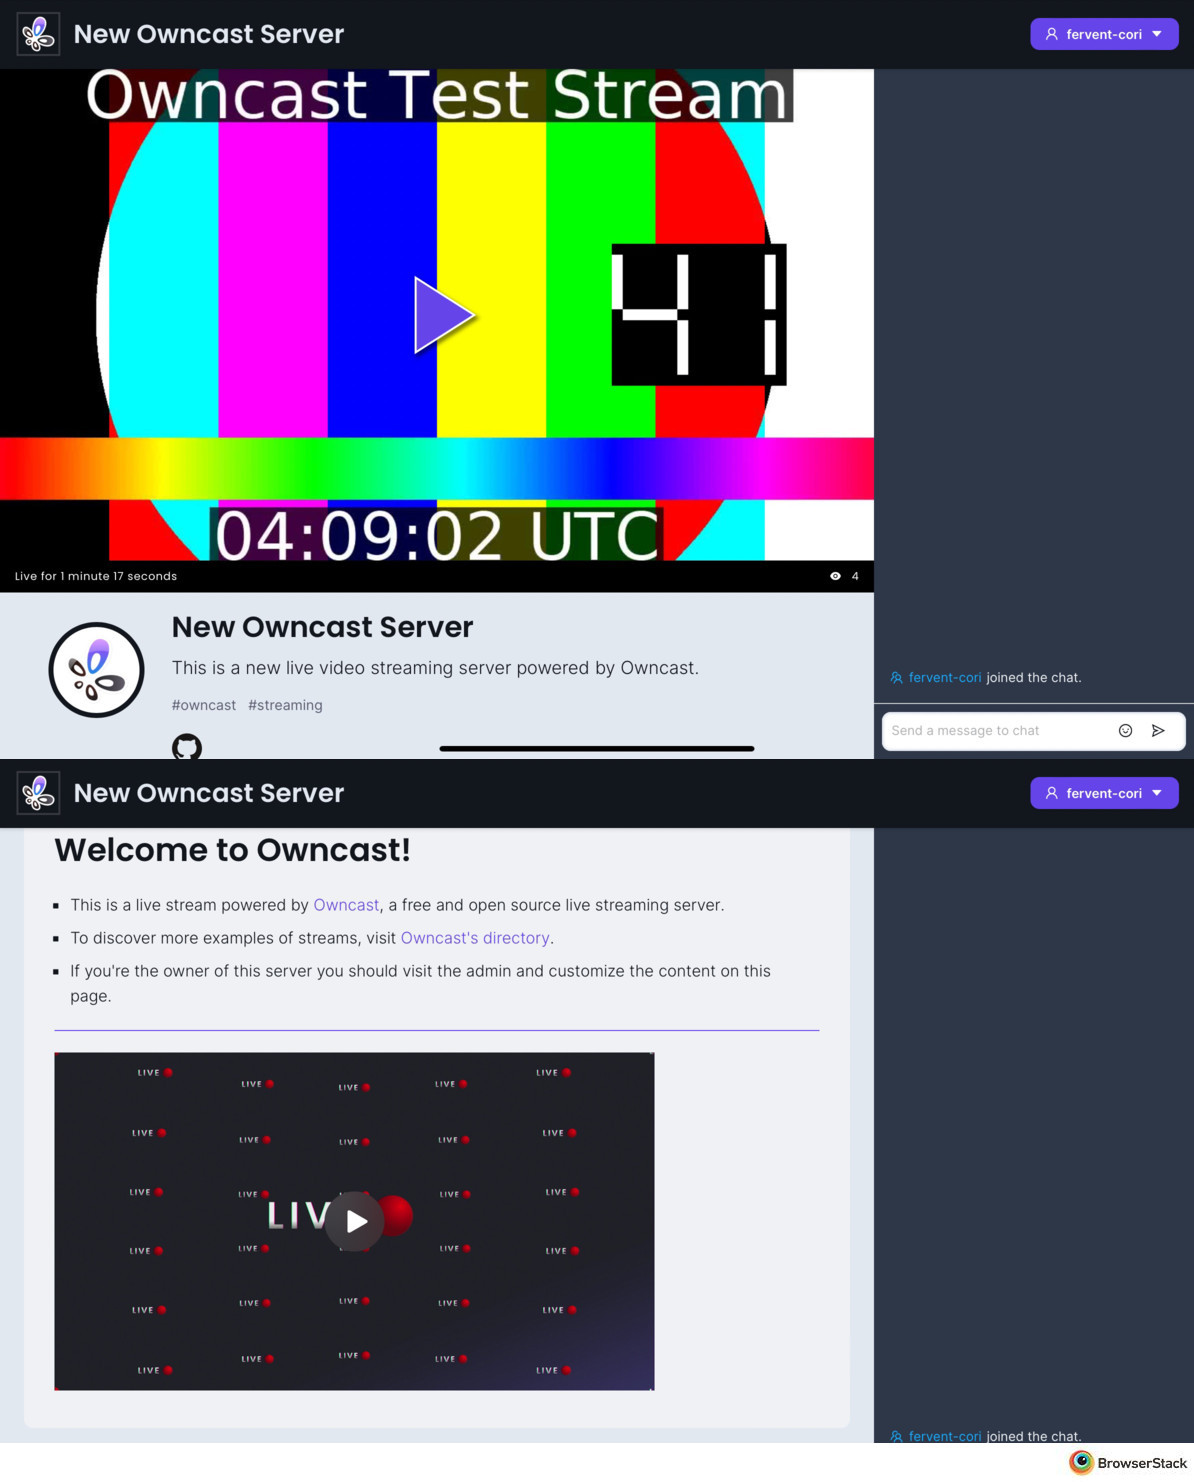 New Owncast Server
fervent-cori
Owncast Test Stream
41
04:09:02 UTC
Live for 1 minute 17 seconds
4
New Owncast Server
This is a new live video streaming server powered by Owncast.
#owncast #streaming
fervent-cori joined the chat.
Send a message to chat
New Owncast Server
fervent-cori
Welcome to Owncast!
This is a live stream powered by Owncast, a free and open source live streaming server.
To discover more examples of streams, visit Owncast's directory.
If you're the owner of this server you should visit the admin and customize the content on this
page.
LIVE LIVE LIVE LIVE LIVE
LIVE LIVE LIVE LIVE LIVE
LIVE LIVE LIVE LIVE
LIV
LIVE LIVE LIVE LIVE
LIVE LIVE LIVE LIVE LIVE
LIVE LIVE LIVE LIVE LIVE
fervent-cori joined the chat.
BrowserStack